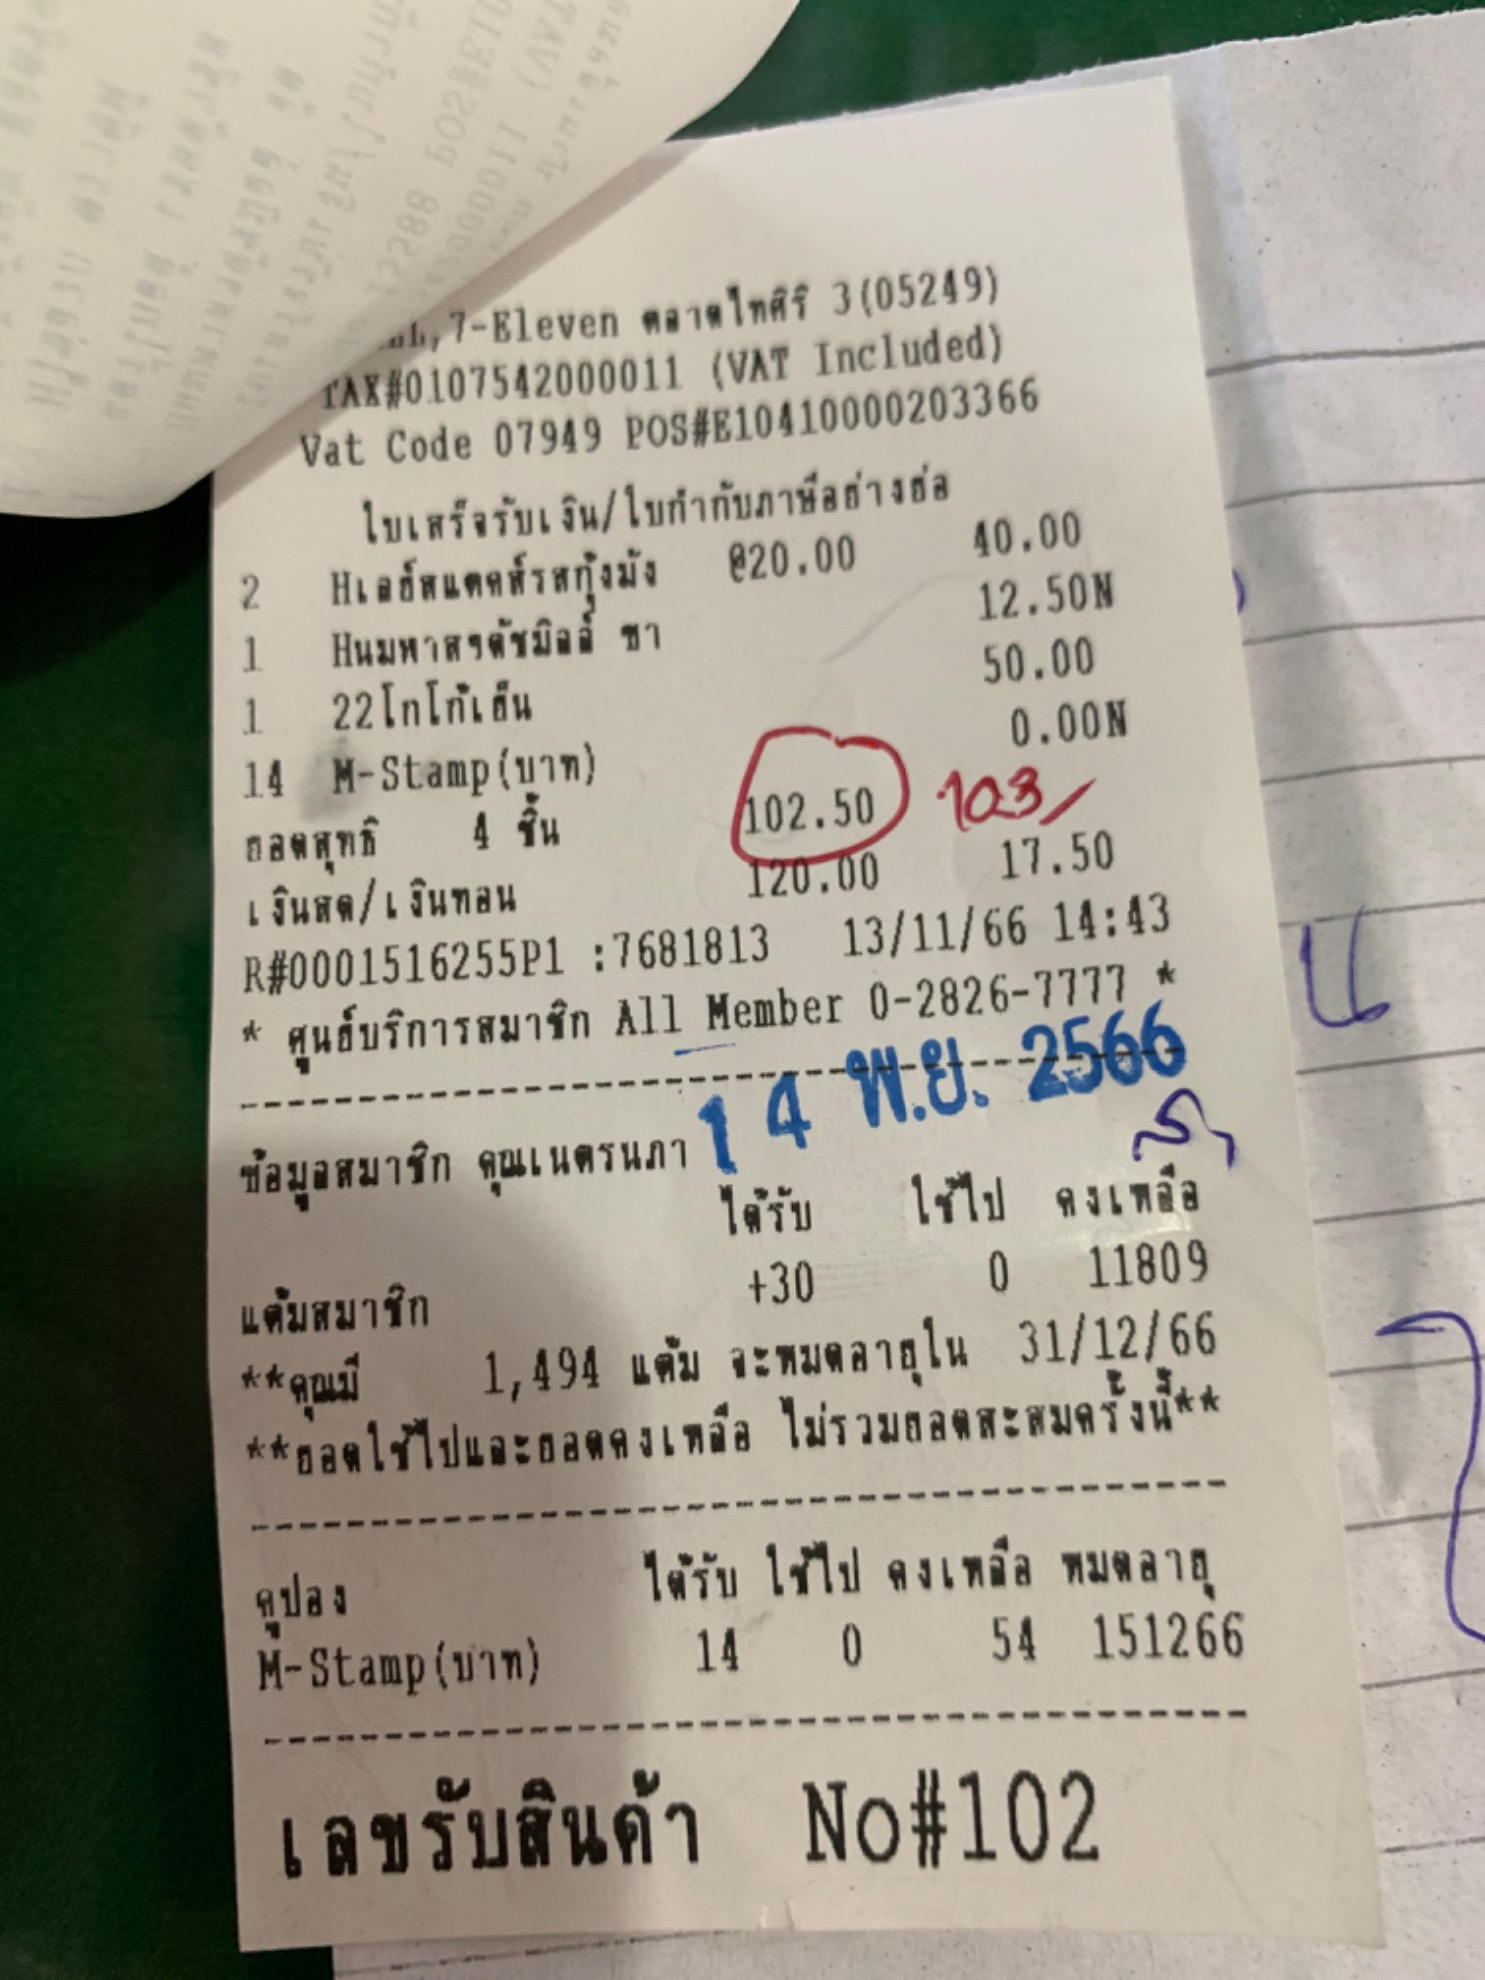 7-Eleven ตลาดไทศิริ 3(05249)
TAX#0107542000011 (VAT Included)
Vat Code 07949 POS#E10410000203366
ใบเสร็จรับเงิน/ใบกำกับภาษีอย่างย่อ
2 Hเลย์สแตคส์รสกุ้งมัง @20.00 40.00
1 Hนมหาสรดัชมิลล์ ชา 12.50N
1 22โกโก้เย็น 50.00
14 M-Stamp(บาท) 0.00N
ยอดสุทธิ 4 ชิ้น 102.50 103/
เงินสด/เงินทอน 120.00 17.50
R#0001516255P1 :7681813 13/11/66 14:43
* ศูนย์บริการสมาชิก All Member 0-2826-7777 *
14 พ.ย. 2566
ข้อมูลสมาชิก คุณเนตรนภา
ได้รับ ใช้ไป คงเหลือ
แต้มสมาชิก +30 0 11809
**คุณมี 1,494 แต้ม จะหมดอายุใน 31/12/66
**ยอดใช้ไปและยอดคงเหลือ ไม่รวมยอดสะสมครั้งนี้**
คูปอง ได้รับ ใช้ไป คงเหลือ หมดอายุ
M-Stamp(บาท) 14 0 54 151266
เลขรับสินค้า No#102